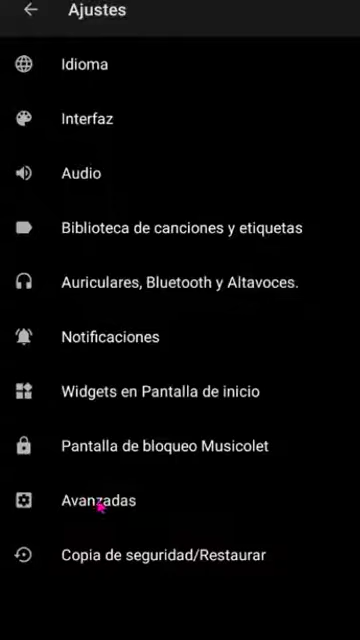 Ajustes
Idioma
Interfaz
Audio
Biblioteca de canciones y etiquetas
Auriculares, Bluetooth y Altavoces.
Notificaciones
Widgets en Pantalla de inicio
Pantalla de bloqueo Musicolet
Avanzadas
Copia de seguridad/Restaurar